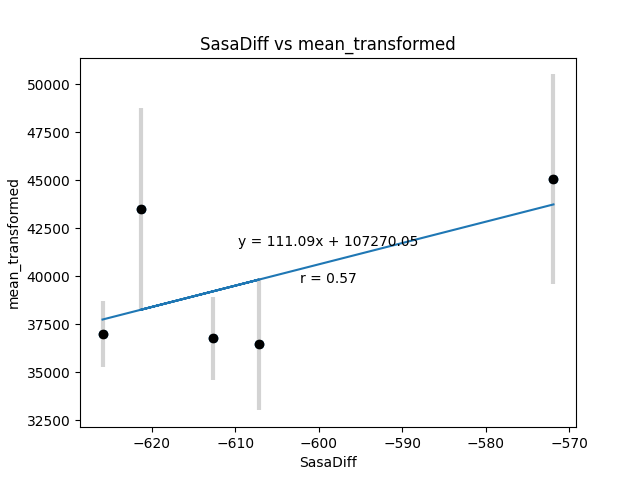 SasaDiff vs mean_transformed
50000
47500
45000
42500
40000
37500
35000
32500
mean_transformed
y = 111.09x + 107270.05
r = 0.57
−620
−610
−600
−590
−580
−570
SasaDiff